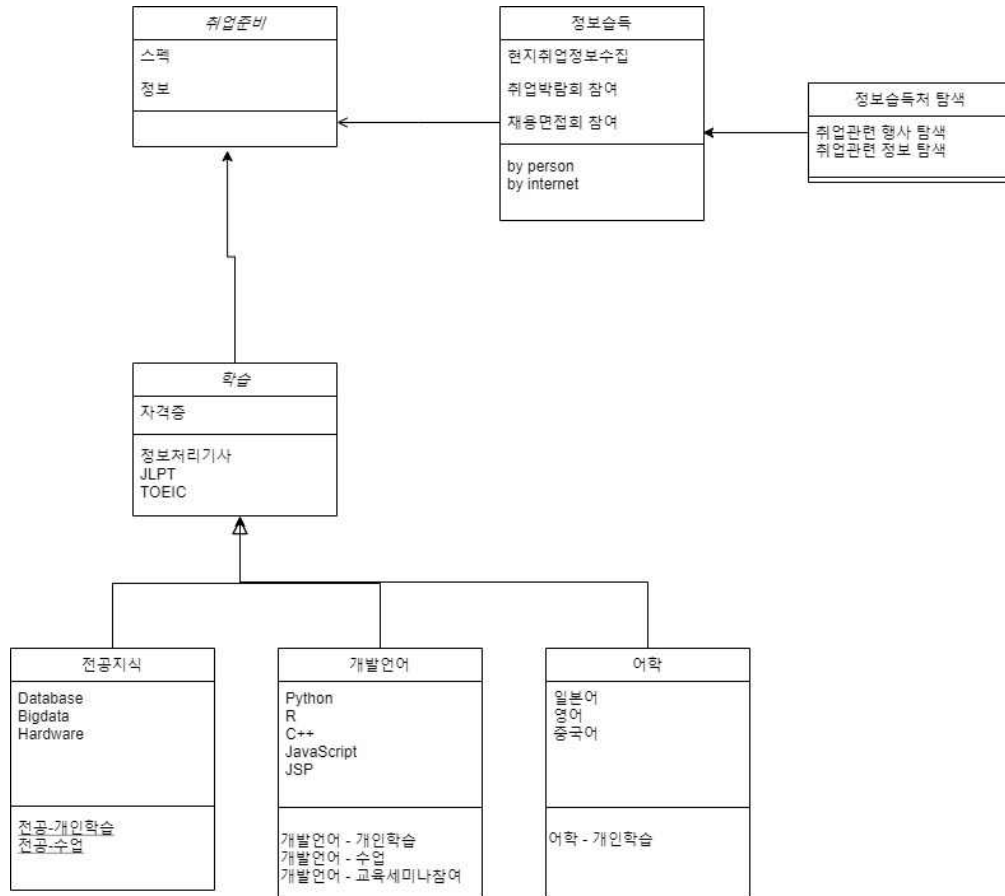 취업준비
스펙
정보
정보습득
현지취업정보수집
취업박람회 참여
채용면접회 참여
by person
by internet
정보습득처 탐색
취업관련 행사 탐색
취업관련 정보 탐색
학습
자격증
정보처리기사
JLPT
TOEIC
전공지식
Database
Bigdata
Hardware
전공-개인학습
전공-수업
개발언어
Python
R
C++
JavaScript
JSP
개발언어 - 개인학습
개발언어 - 수업
개발언어 - 교육세미나참여
어학
일본어
영어
중국어
어학 - 개인학습